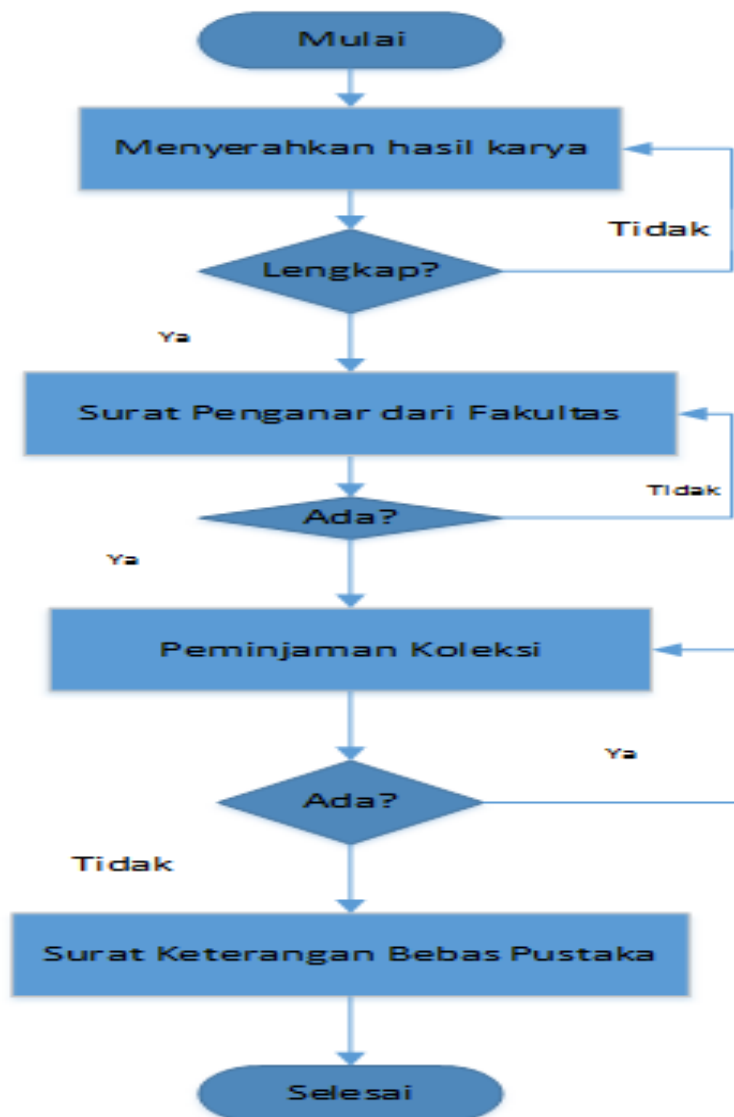 Mulai
Menyerahkan hasil karya
Tidak
Lengkap?
Ya
Surat Penganar dari Fakultas
Tidak
Ada?
Ya
Peminjaman Koleksi
Ya
Ada?
Tidak
Surat Keterangan Bebas Pustaka
Selesai